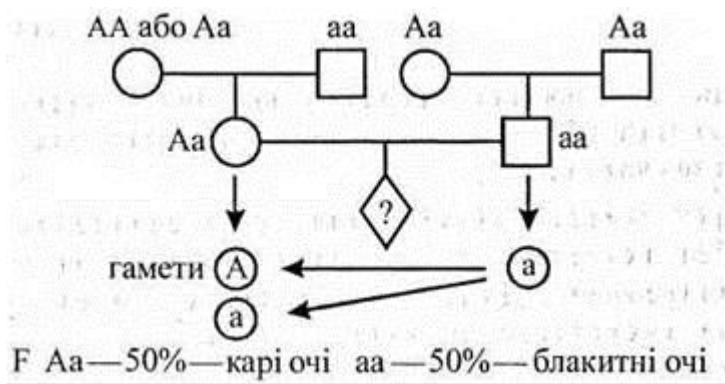 АА або Аа аа Аа Аа
Аа аа
?
гамети А а
а
F Аа—50%—карі очі аа—50%—блакитні очі